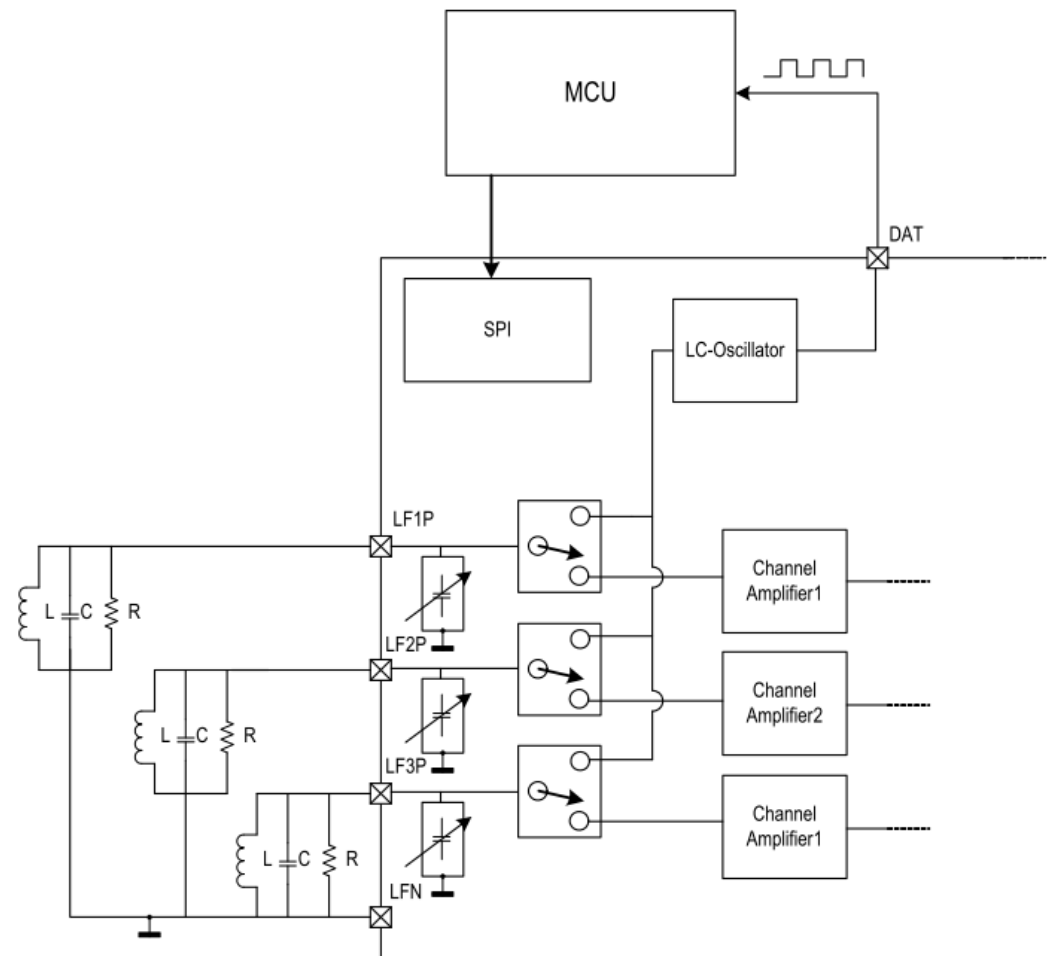 MCU
DAT
SPI
LC-Oscillator
LF1P
Channel
Amplifier1
L C R
LF2P
Channel
Amplifier2
L C R
LF3P
Channel
Amplifier1
L C R
LFN